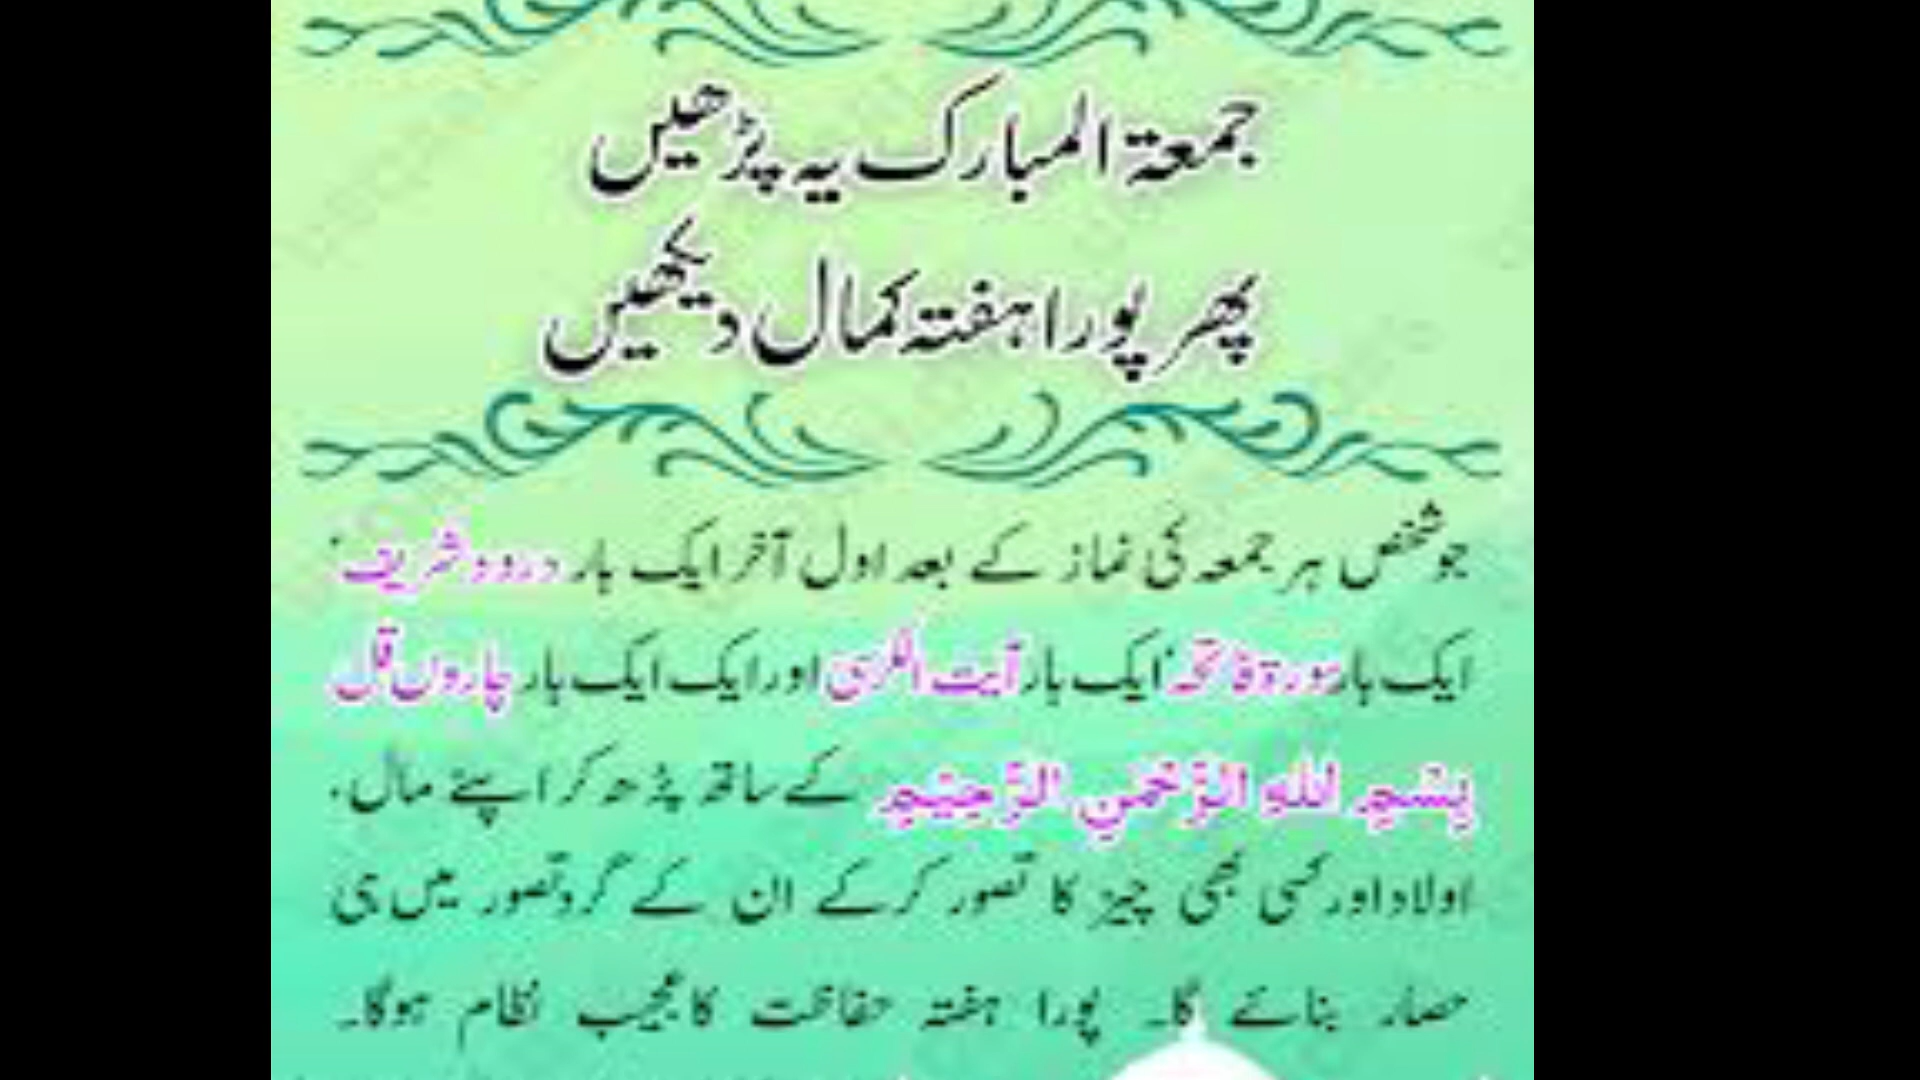 جمعۃ المبارک یہ پڑھیں
پھر پورا ہفتہ کمال دیکھیں
جو شخص ہر جمعہ کی نماز کے بعد اول آخر ایک بار درود شریف‘
ایک بار سورۃ فاتحہ‘ ایک بار آیت الکرسی اور ایک ایک بار چاروں قل
بِسْمِ اللهِ الرَّحْمٰنِ الرَّحِيْمِ کے ساتھ پڑھ کر اپنے مال‘
اولاد اور کسی بھی چیز کا تصور کر کے ان کے گرد تصور میں ہی
حصار بنائے گا۔ پورا ہفتہ حفاظت کا عجیب نظام ہوگا۔